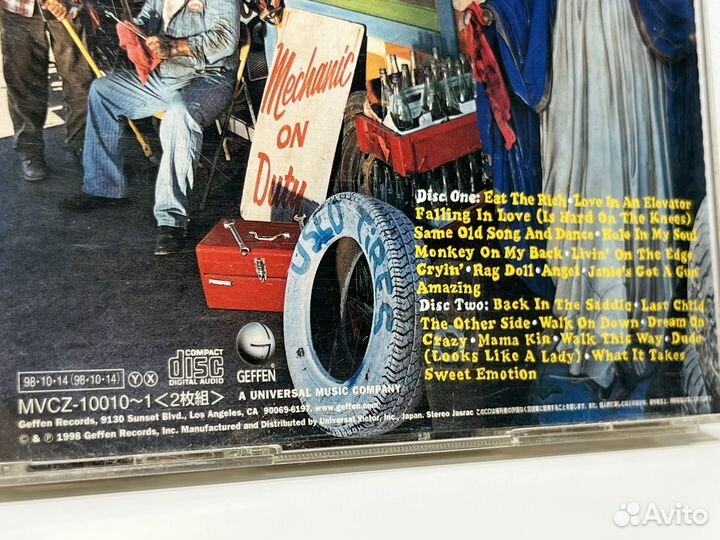 Mechanic
ON
Duty
USED TIRES
Disc One: Eat The Rich • Love In An Elevator
Falling In Love (Is Hard On The Knees)
Same Old Song And Dance • Hole In My Soul
Monkey On My Back • Livin' On The Edge
Cryin' • Rag Doll • Angel • Janie's Got A Gun
Amazing
Disc Two: Back In The Saddle • Last Child
The Other Side • Walk On Down • Dream On
Crazy • Mama Kin • Walk This Way • Dude
(Looks Like A Lady) • What It Takes
Sweet Emotion
98・10・14 (98・10・14) Ⓨ Ⓧ
COMPACT
disc
DIGITAL AUDIO
GEFFEN
A UNIVERSAL MUSIC COMPANY
MVCZ-10010~1<2枚組>
Geffen Records, 9130 Sunset Blvd., Los Angeles, CA 90069-6197. www.geffen.com
© & ℗ 1998 Geffen Records, Inc. Manufactured and Distributed by Universal Victor, Inc., Japan. Stereo Jasrac
Avito